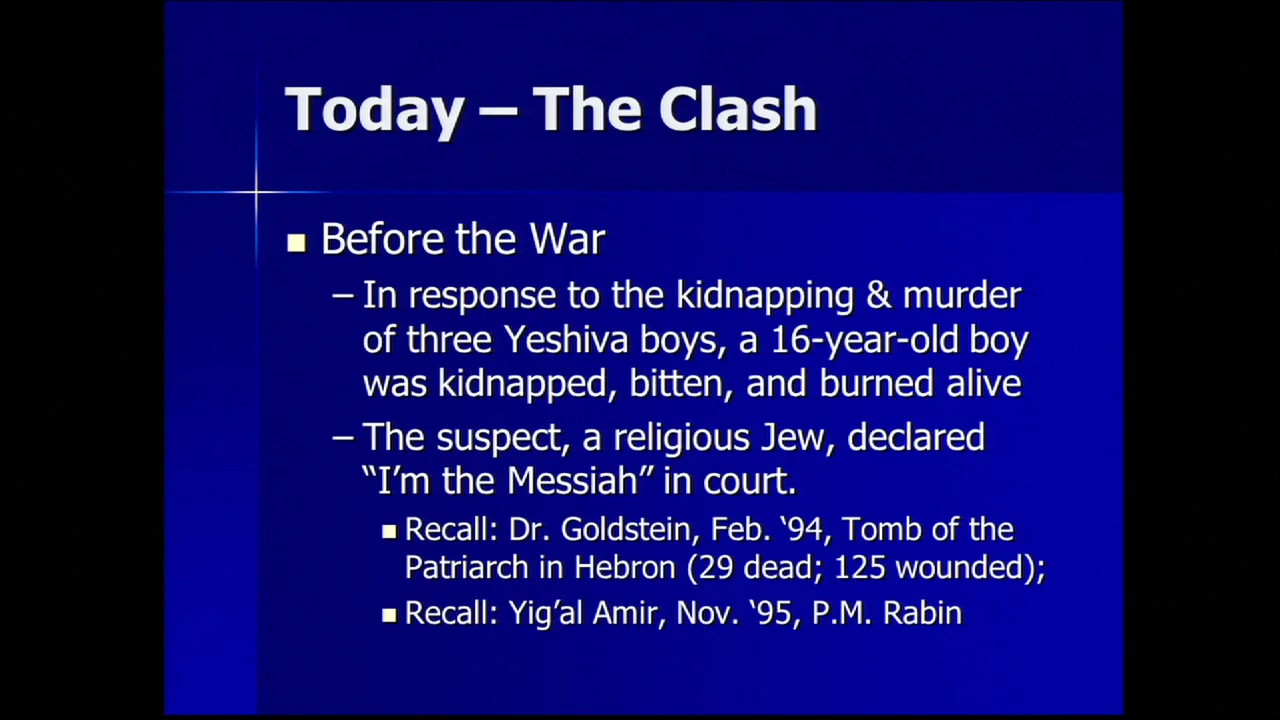 Today – The Clash
Before the War
– In response to the kidnapping & murder
of three Yeshiva boys, a 16-year-old boy
was kidnapped, bitten, and burned alive
– The suspect, a religious Jew, declared
“I’m the Messiah” in court.
Recall: Dr. Goldstein, Feb. ‘94, Tomb of the
Patriarch in Hebron (29 dead; 125 wounded);
Recall: Yig’al Amir, Nov. ‘95, P.M. Rabin